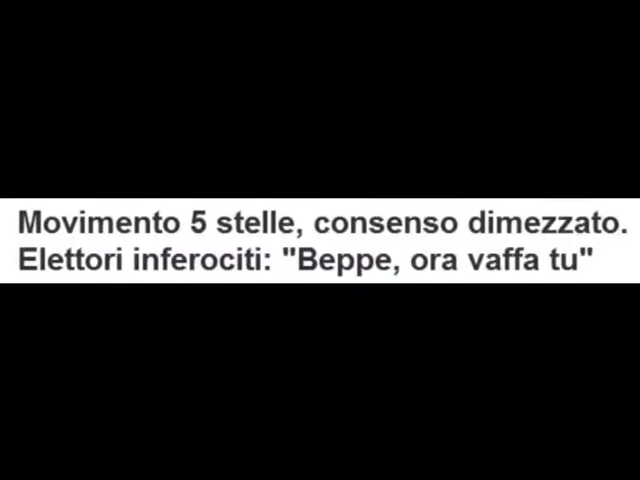 Movimento 5 stelle, consenso dimezzato.
Elettori inferociti: "Beppe, ora vaffa tu"